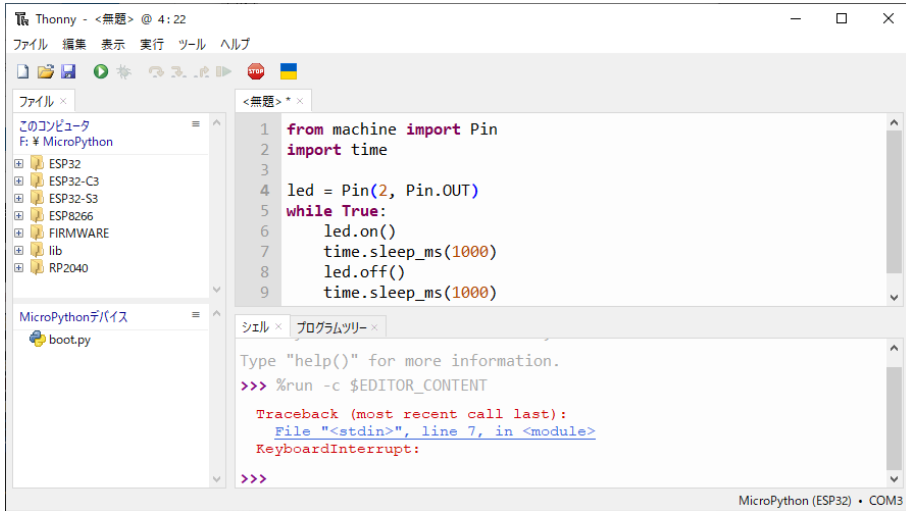 Thonny - <無題> @ 4:22
ファイル 編集 表示 実行 ツール ヘルプ
STOP
ファイル
このコンピュータ
F: ¥ MicroPython
ESP32
ESP32-C3
ESP32-S3
ESP8266
FIRMWARE
lib
RP2040
MicroPythonデバイス
boot.py
<無題> *
1 from machine import Pin
2 import time
3
4 led = Pin(2, Pin.OUT)
5 while True:
6     led.on()
7     time.sleep_ms(1000)
8     led.off()
9     time.sleep_ms(1000)
シェル プログラムツリー
Type "help()" for more information.
>>> %run -c $EDITOR_CONTENT
Traceback (most recent call last):
  File "<stdin>", line 7, in <module>
KeyboardInterrupt:
>>>
MicroPython (ESP32) • COM3